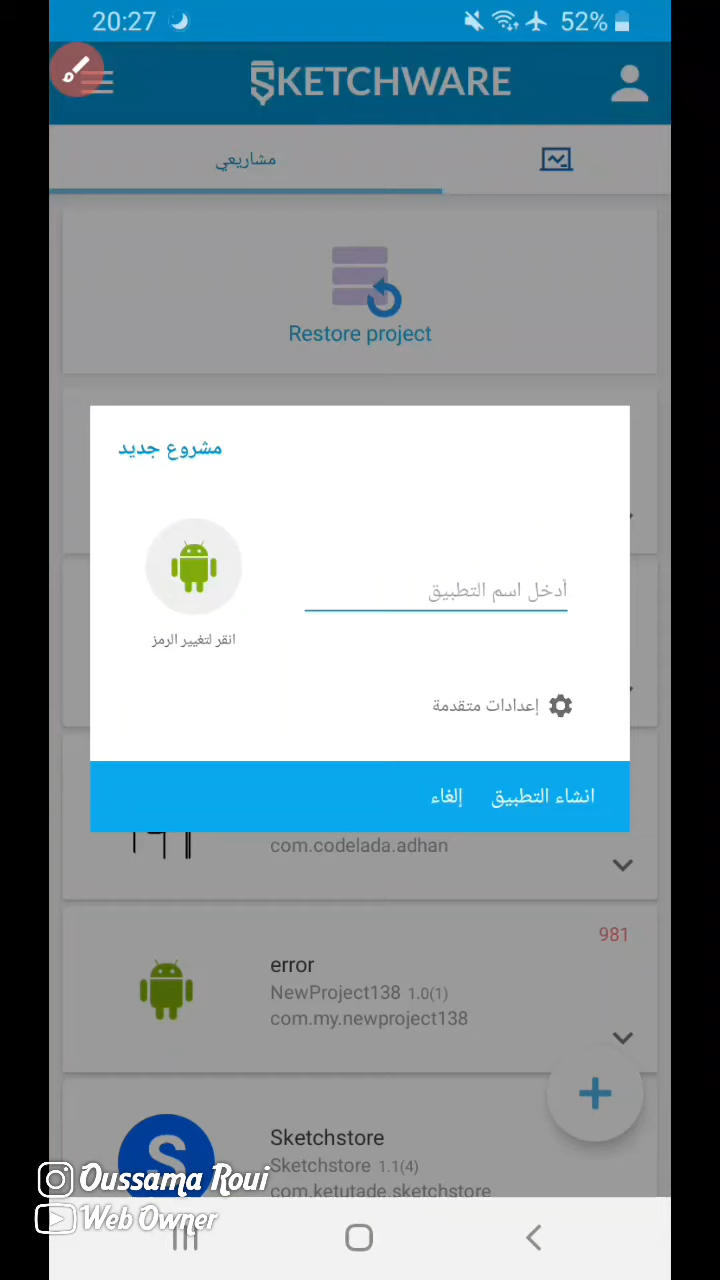 20:27
52%
SKETCHWARE
مشاريعي
Restore project
مشروع جديد
أدخل اسم التطبيق
انقر لتغيير الرمز
إعدادات متقدمة
انشاء التطبيق
إلغاء
com.codelada.adhan
981
error
NewProject138 1.0(1)
com.my.newproject138
Sketchstore
Sketchstore 1.1(4)
com.ketutade.sketchstore
Oussama Roui
Web Owner